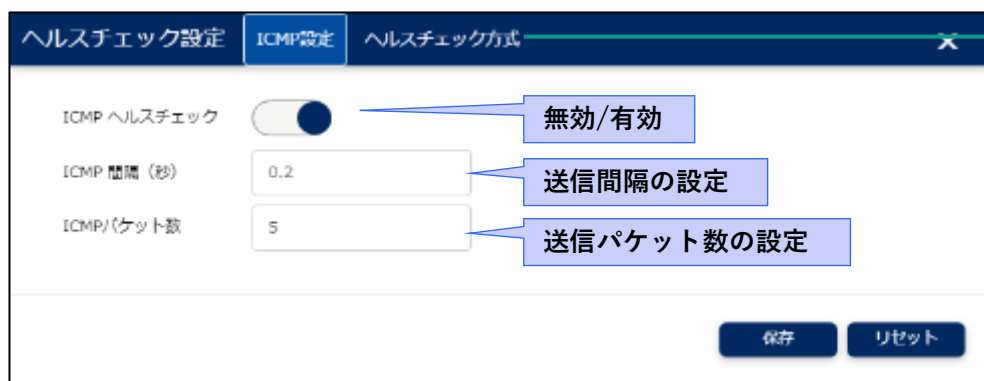 ヘルスチェック設定 ICMP設定 ヘルスチェック方式 ×
ICMP ヘルスチェック 無効/有効
ICMP 間隔（秒） 0.2 送信間隔の設定
ICMPパケット数 5 送信パケット数の設定
保存 リセット